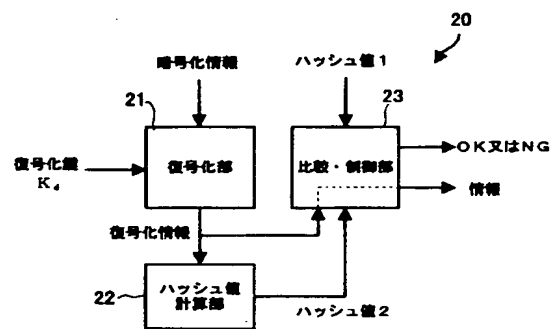 20
暗号化情報
ハッシュ値1
21
23
復号化鍵
Kd
復号化部
比較・制御部
OK又はNG
情報
復号化情報
22
ハッシュ値
計算部
ハッシュ値2